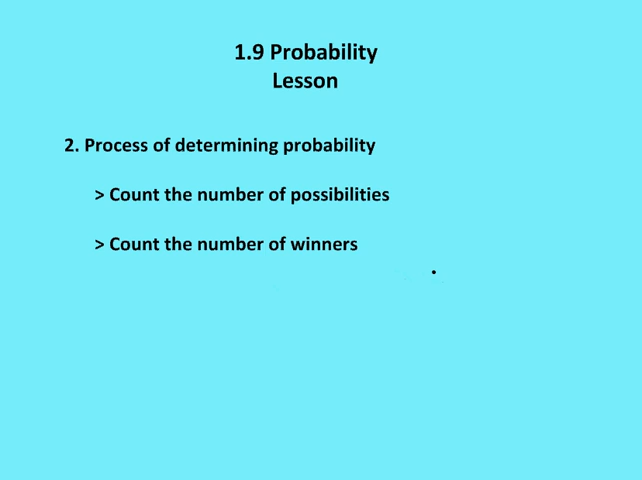 1.9 Probability
Lesson
2. Process of determining probability
> Count the number of possibilities
> Count the number of winners